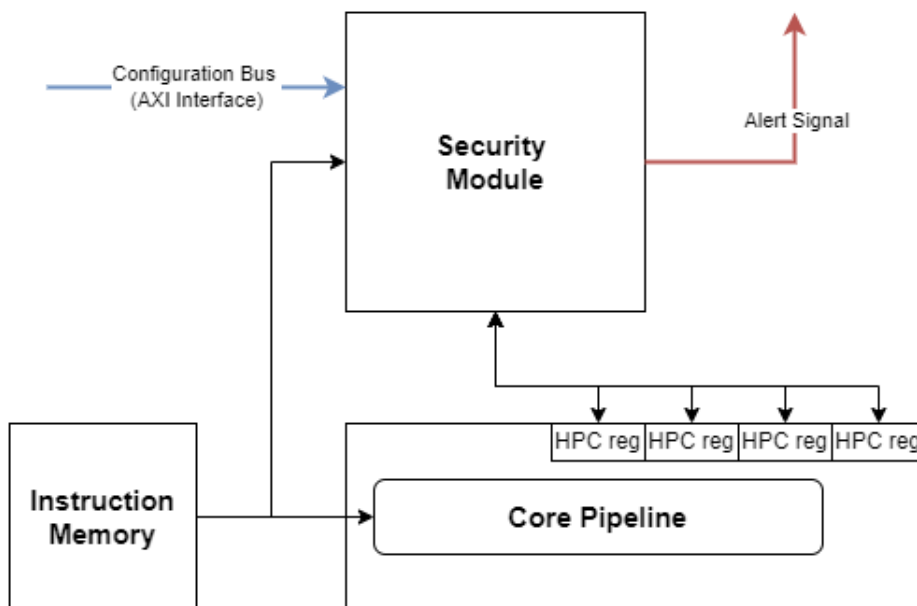 Configuration Bus
(AXI Interface)
Security
Module
Alert Signal
HPC reg HPC reg HPC reg HPC reg
Instruction
Memory
Core Pipeline